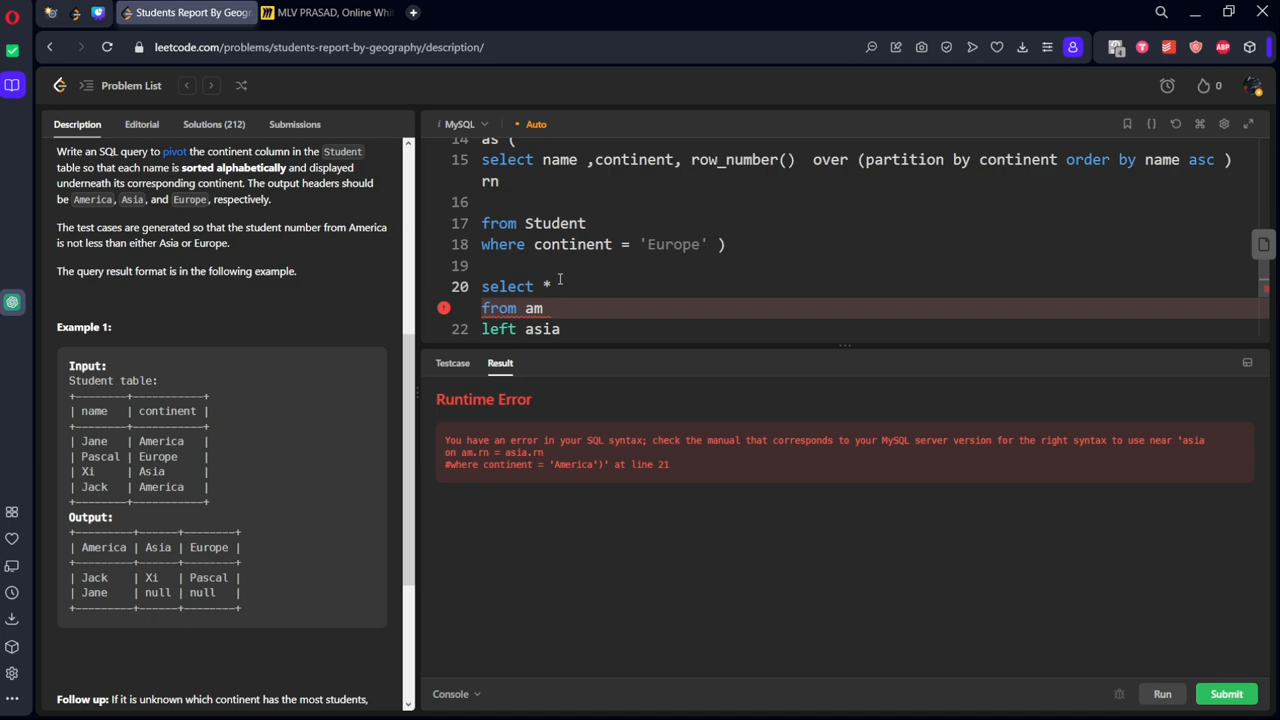 Students Report By Geogr
MLV PRASAD, Online Whit
leetcode.com/problems/students-report-by-geography/description/
Problem List
0
Description
Editorial
Solutions (212)
Submissions
Write an SQL query to pivot the continent column in the Student
table so that each name is sorted alphabetically and displayed
underneath its corresponding continent. The output headers should
be America, Asia, and Europe, respectively.
The test cases are generated so that the student number from America
is not less than either Asia or Europe.
The query result format is in the following example.
Example 1:
Input:
Student table:
+--------+-----------+
| name   | continent |
+--------+-----------+
| Jane   | America   |
| Pascal | Europe    |
| Xi     | Asia      |
| Jack   | America   |
+--------+-----------+
Output:
+---------+------+--------+
| America | Asia | Europe |
+---------+------+--------+
| Jack    | Xi   | Pascal |
| Jane    | null | null   |
+---------+------+--------+
Follow up: If it is unknown which continent has the most students,
MySQL
• Auto
14 as (
15 select name ,continent, row_number()  over (partition by continent order by name asc )
rn
16
17 from Student
18 where continent = 'Europe' )
19
20 select *
from am
22 left asia
Testcase
Result
Runtime Error
You have an error in your SQL syntax; check the manual that corresponds to your MySQL server version for the right syntax to use near 'asia
on am.rn = asia.rn
#where continent = 'America')' at line 21
Console
Run
Submit